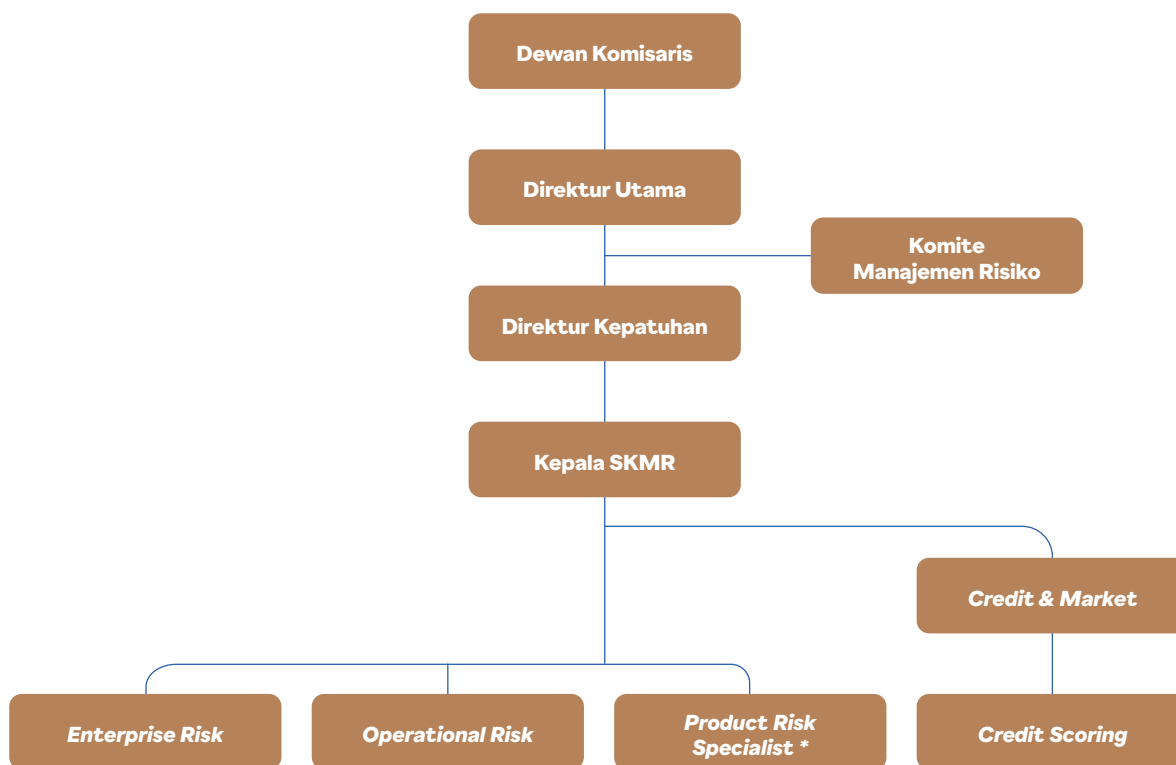 Dewan Komisaris
Direktur Utama
Komite
Manajemen Risiko
Direktur Kepatuhan
Kepala SKMR
Credit & Market
Enterprise Risk
Operational Risk
Product Risk
Specialist *
Credit Scoring